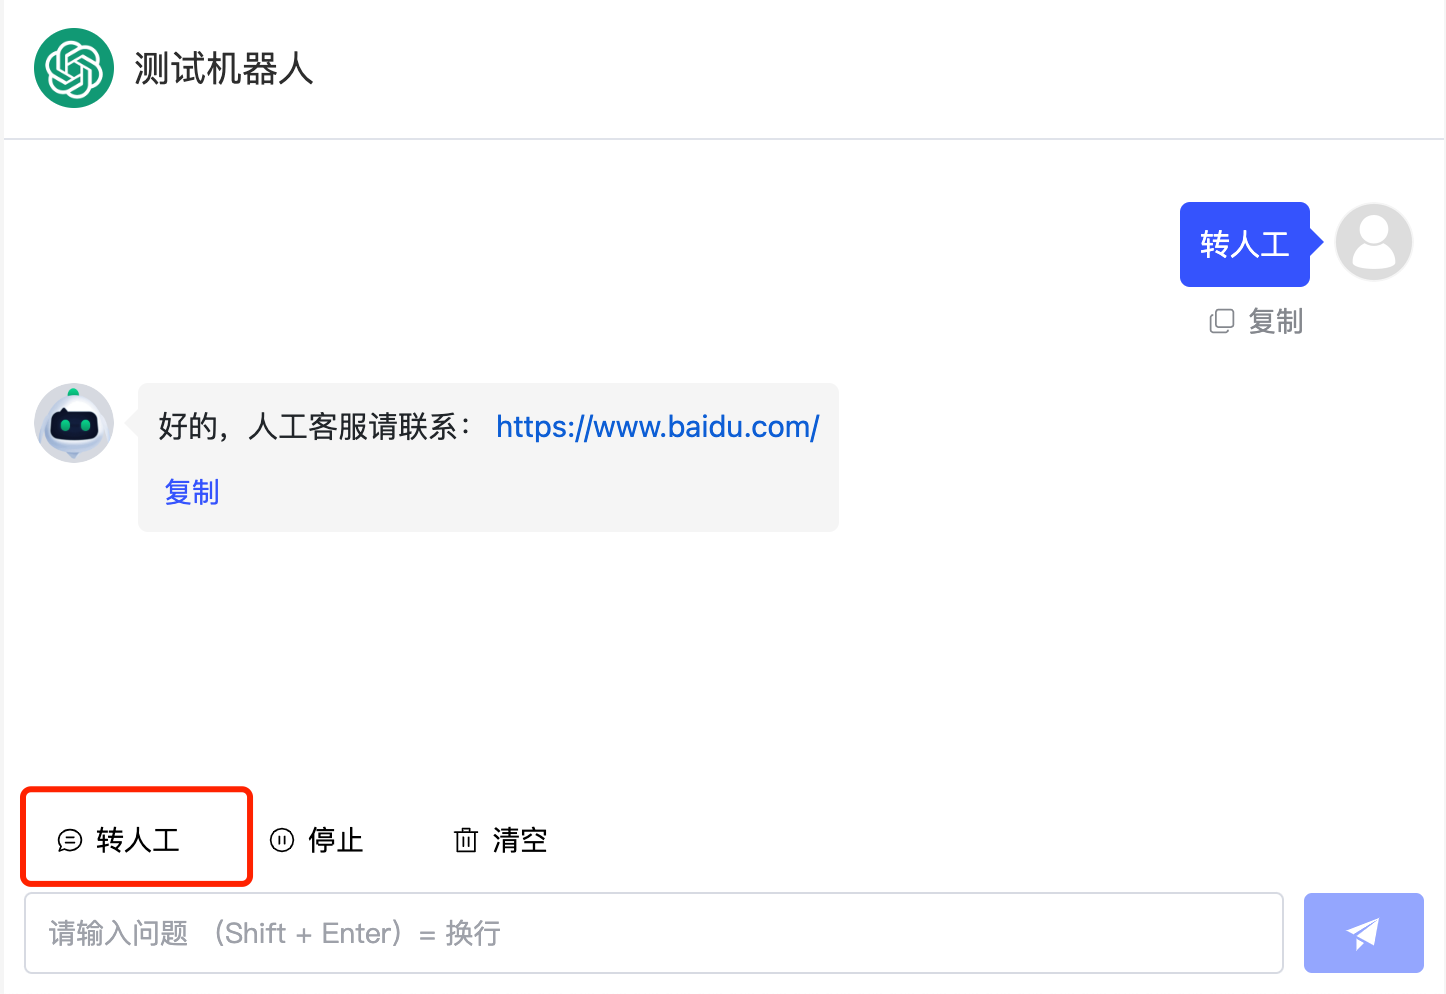 测试机器人
转人工
复制
好的，人工客服请联系： https://www.baidu.com/
复制
转人工 停止 清空
请输入问题 （Shift + Enter）= 换行